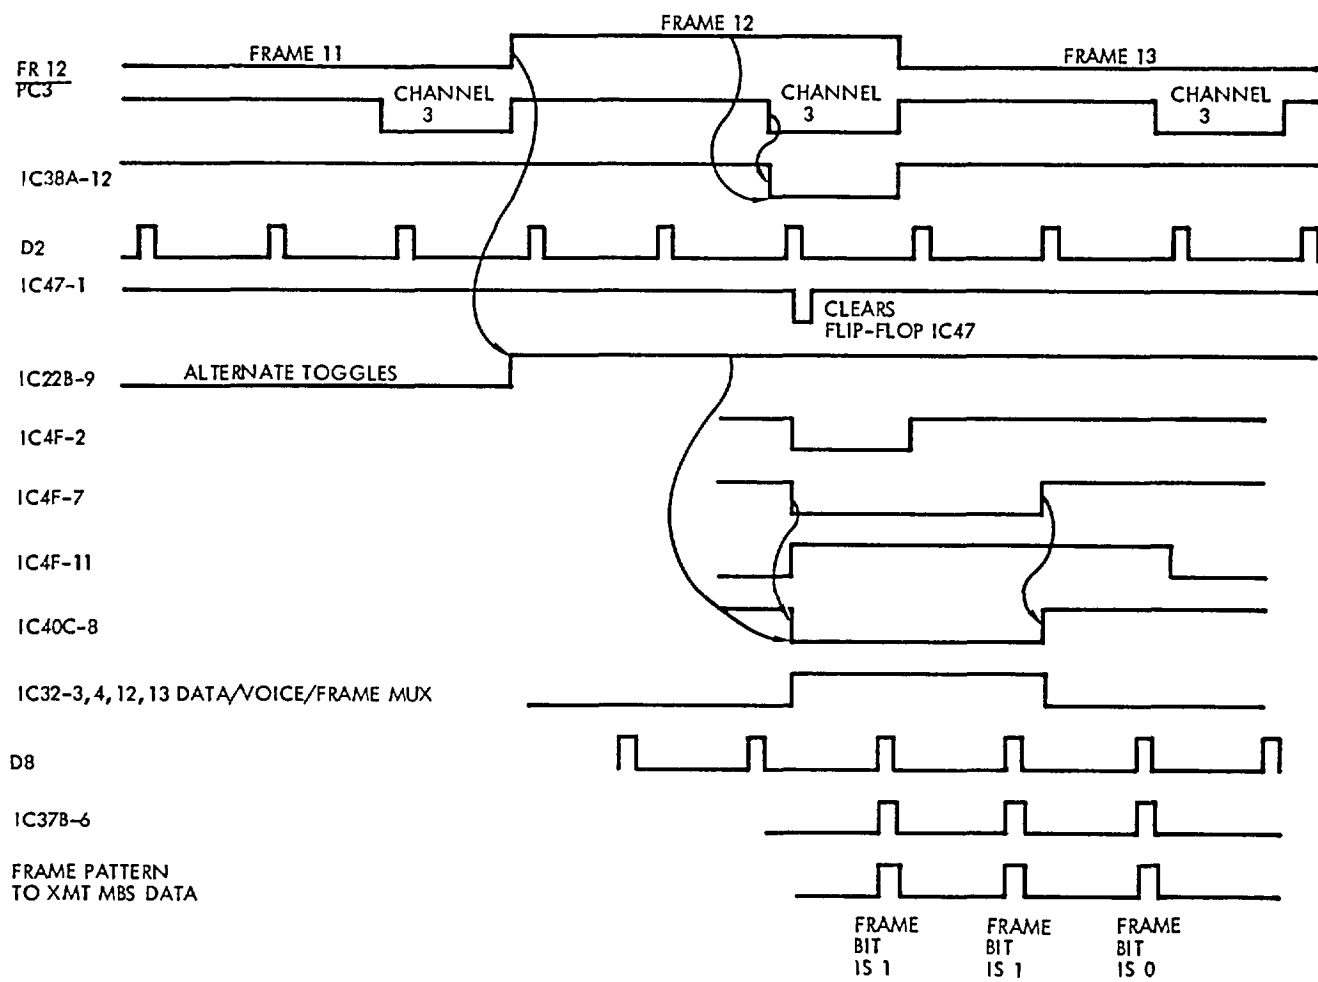 FRAME 12
FRAME 11
FRAME 13
FR 12
PC3
CHANNEL
3
CHANNEL
3
CHANNEL
3
IC38A-12
D2
IC47-1
CLEARS
FLIP-FLOP IC47
IC22B-9
ALTERNATE TOGGLES
IC4F-2
IC4F-7
IC4F-11
IC40C-8
IC32-3, 4, 12, 13 DATA/VOICE/FRAME MUX
D8
IC37B-6
FRAME PATTERN
TO XMT MBS DATA
FRAME
BIT
IS 1
FRAME
BIT
IS 1
FRAME
BIT
IS 0